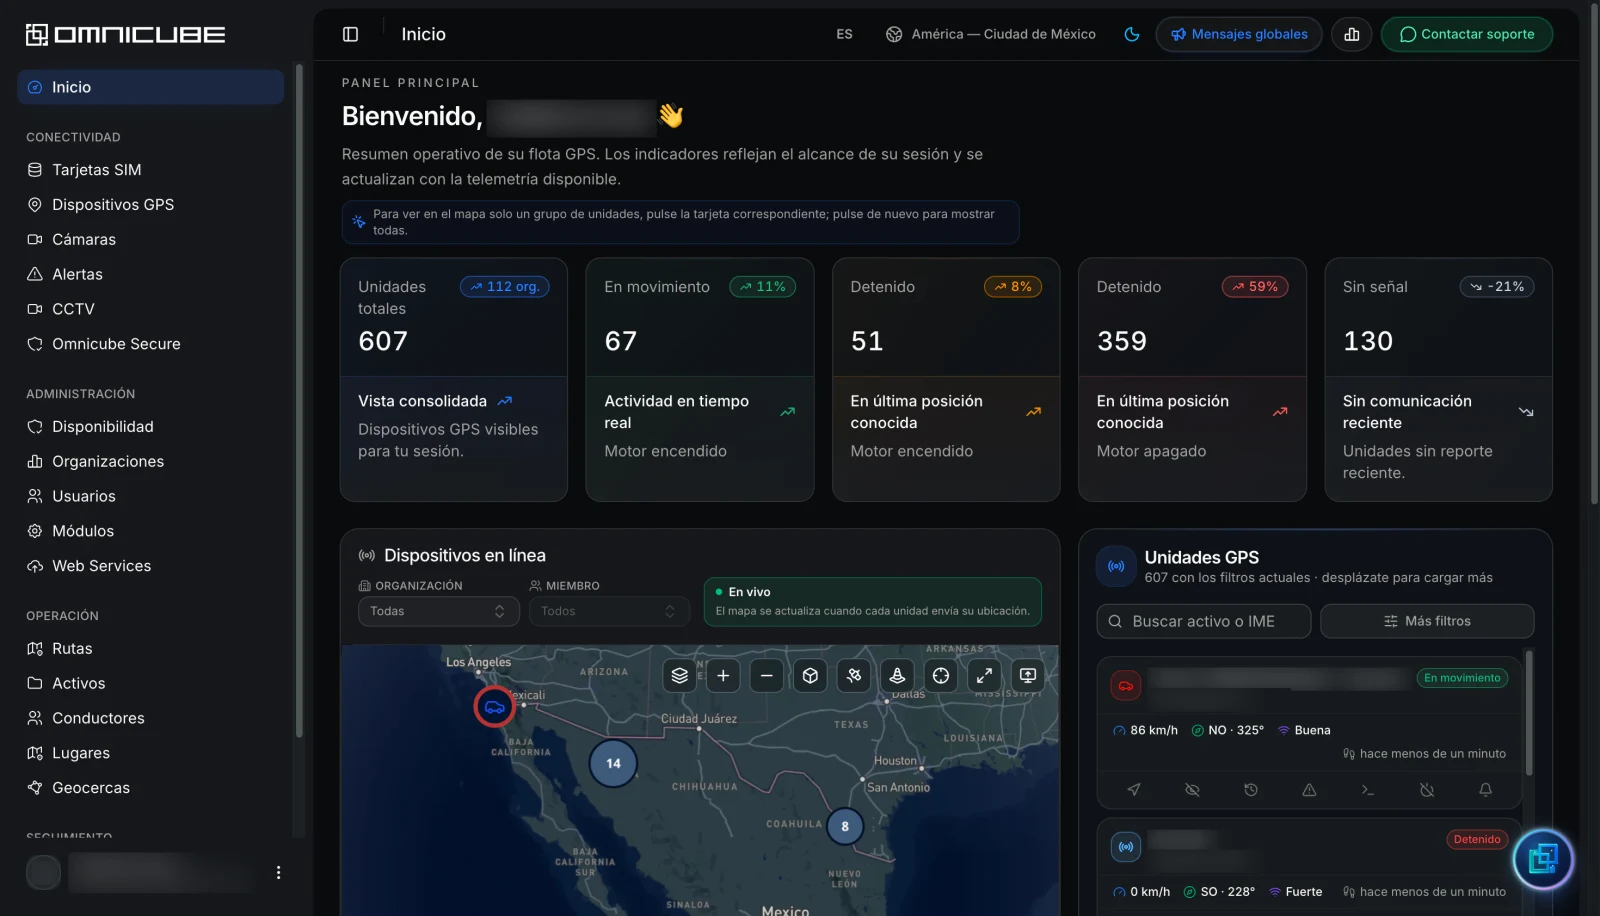 OMNICUBE
Inicio
CONECTIVIDAD
Tarjetas SIM
Dispositivos GPS
Cámaras
Alertas
CCTV
Omnicube Secure
ADMINISTRACIÓN
Disponibilidad
Organizaciones
Usuarios
Módulos
Web Services
OPERACIÓN
Rutas
Activos
Conductores
Lugares
Geocercas
SEGUIMIENTO
Inicio
ES
América — Ciudad de México
Mensajes globales
Contactar soporte
PANEL PRINCIPAL
Bienvenido,
Resumen operativo de su flota GPS. Los indicadores reflejan el alcance de su sesión y se
actualizan con la telemetría disponible.
Para ver en el mapa solo un grupo de unidades, pulse la tarjeta correspondiente; pulse de nuevo para mostrar
todas.
Unidades
totales
112 org.
607
Vista consolidada
Dispositivos GPS visibles
para tu sesión.
En movimiento
11%
67
Actividad en tiempo
real
Motor encendido
Detenido
8%
51
En última posición
conocida
Motor encendido
Detenido
59%
359
En última posición
conocida
Motor apagado
Sin señal
-21%
130
Sin comunicación
reciente
Unidades sin reporte
reciente.
Dispositivos en línea
ORGANIZACIÓN
Todas
MIEMBRO
Todos
En vivo
El mapa se actualiza cuando cada unidad envía su ubicación.
Los Angeles
ARIZONA
ARKANSAS
exicali
Dallas
MISSISSIPPI
Ciudad Juárez
TEXAS
BAJA
CALIFORNIA
LOUISIANA
14
Houston
CHIHUAHUA
San Antonio
COAHUILA
8
BAJA
CALIFORNIA
SUR
NUEVO
LEÓN
SINALOA
Mexico
Unidades GPS
607 con los filtros actuales · desplázate para cargar más
Buscar activo o IME
Más filtros
En movimiento
86 km/h
NO · 325°
Buena
hace menos de un minuto
Detenido
0 km/h
SO · 228°
Fuerte
hace menos de un minuto